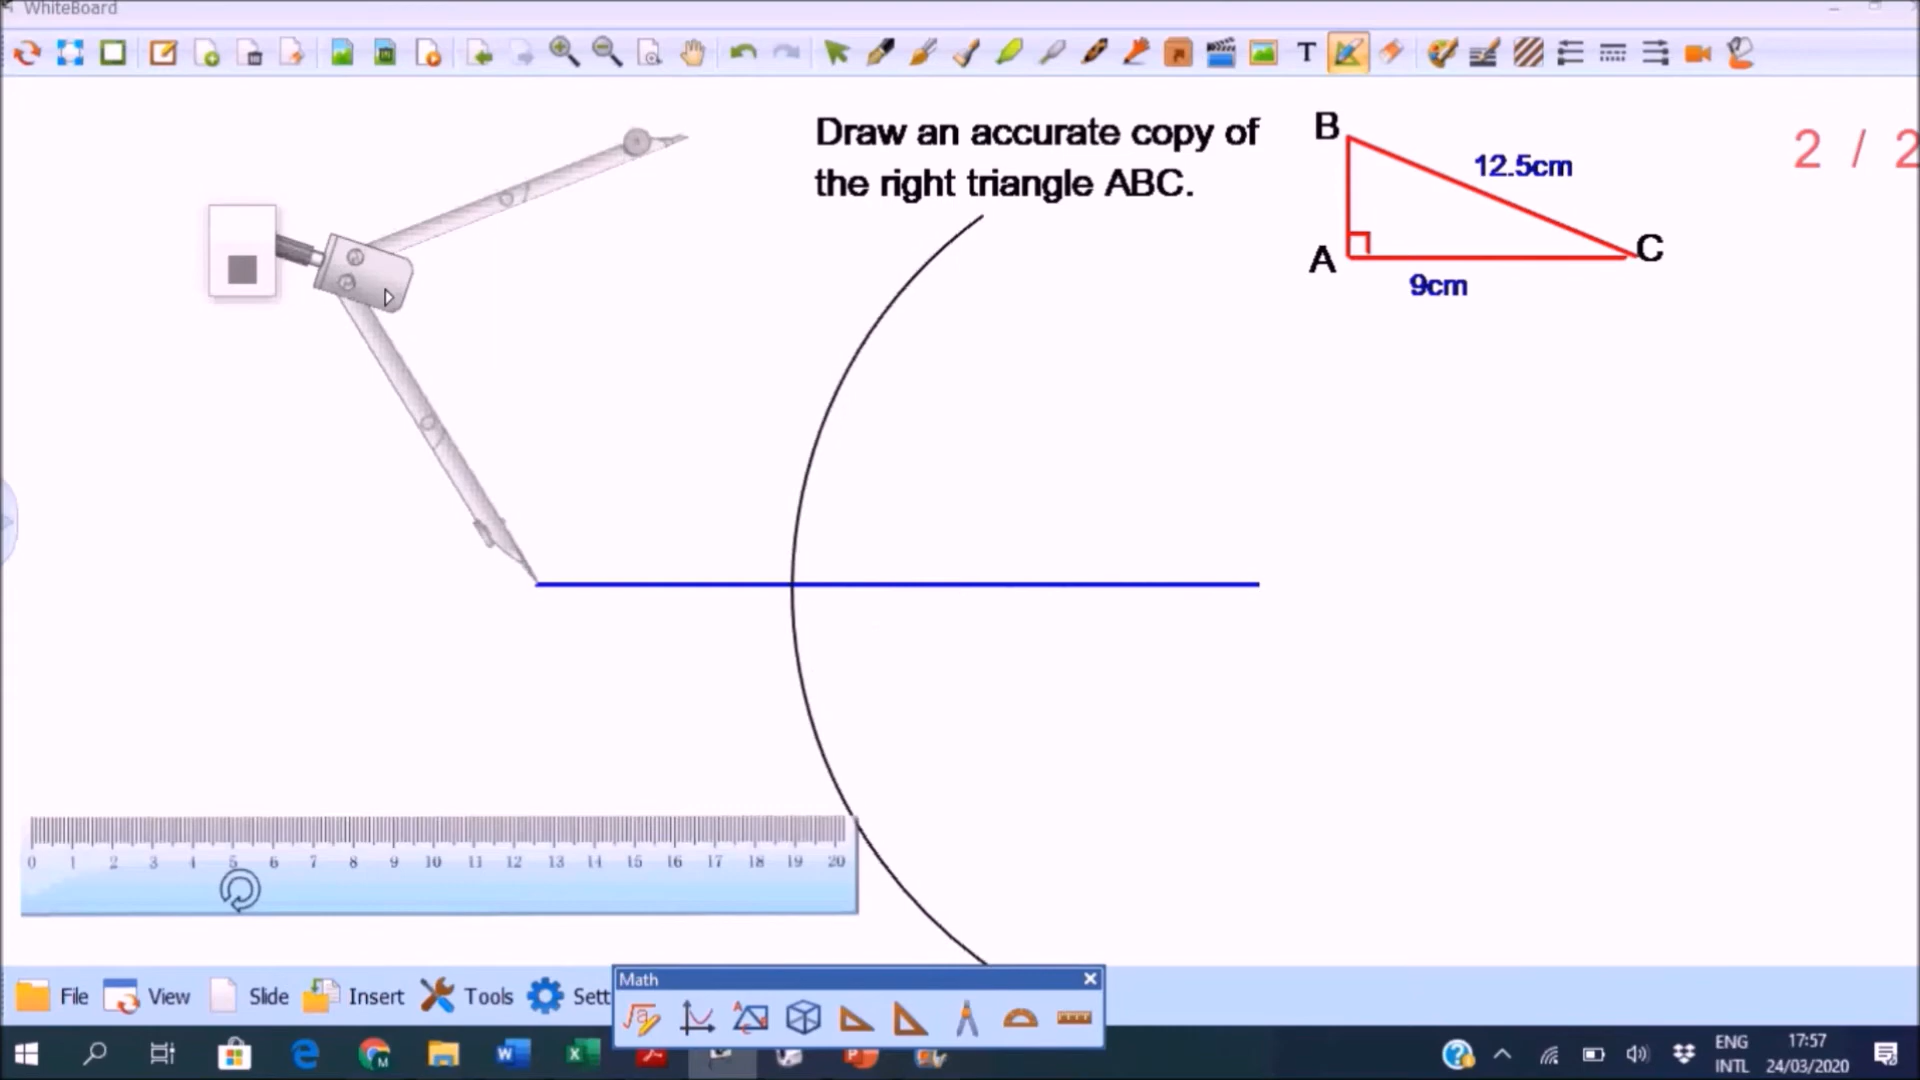 WhiteBoard
Draw an accurate copy of
the right triangle ABC.
B
12.5cm
A
C
9cm
2 / 2
0 1 2 3 4 5 6 7 8 9 10 11 12 13 14 15 16 17 18 19 20
File View Slide Insert Tools Sett
Math
ENG
INTL
17:57
24/03/2020